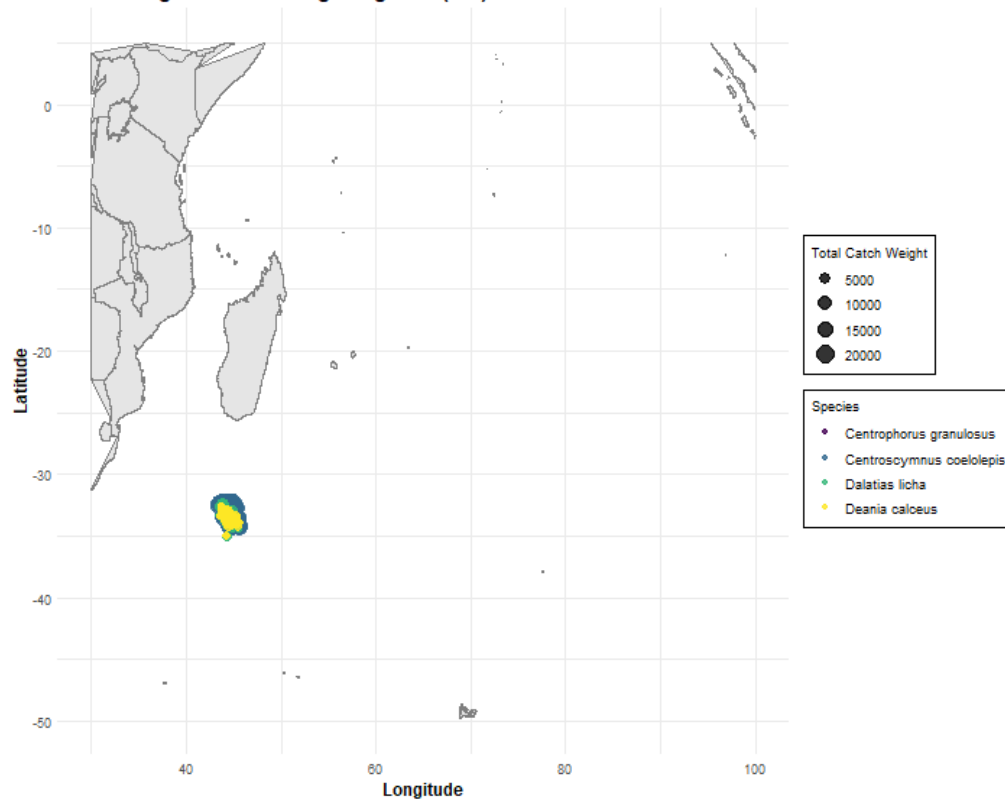 0
-10
-20
-30
-40
-50
Latitude
40
60
80
100
Longitude
Total Catch Weight
5000
10000
15000
20000
Species
Centrophorus granulosus
Centroscymnus coelolepis
Dalatias licha
Deania calceus